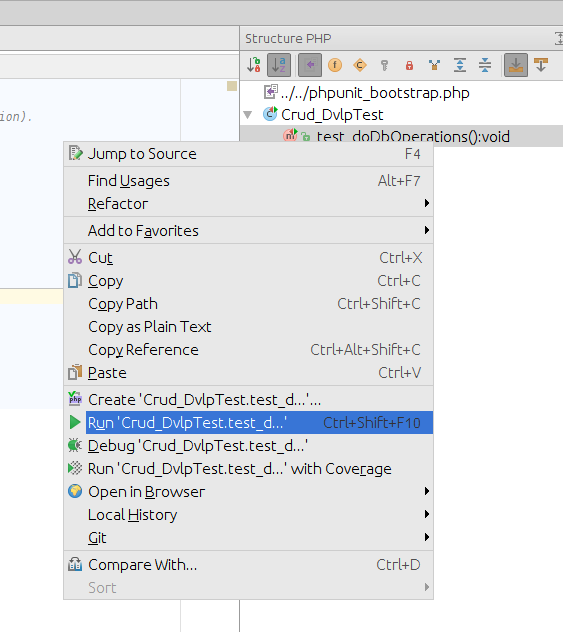 Structure PHP
ion).
../../phpunit_bootstrap.php
Crud_DvlpTest
test_doDbOperations():void
Jump to Source F4
Find Usages Alt+F7
Refactor
Add to Favorites
Cut Ctrl+X
Copy Ctrl+C
Copy Path Ctrl+Shift+C
Copy as Plain Text
Copy Reference Ctrl+Alt+Shift+C
Paste Ctrl+V
Create 'Crud_DvlpTest.test_d...'...
Run 'Crud_DvlpTest.test_d...' Ctrl+Shift+F10
Debug 'Crud_DvlpTest.test_d...'
Run 'Crud_DvlpTest.test_d...' with Coverage
Open in Browser
Local History
Git
Compare With... Ctrl+D
Sort